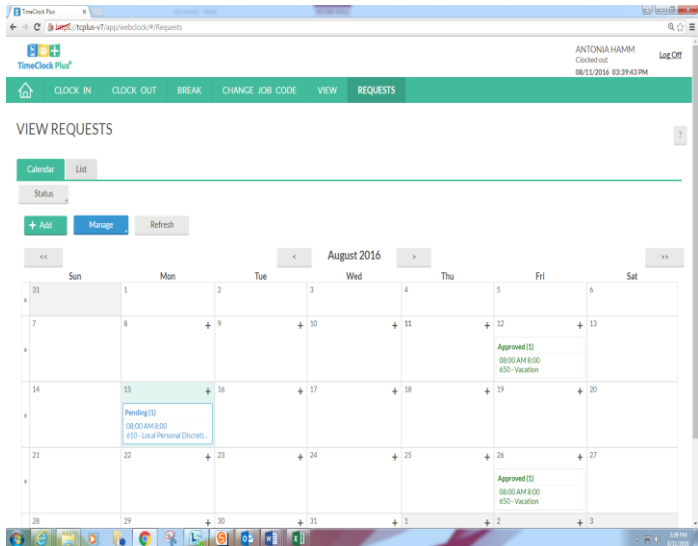 TimeClock Plus
https://tcplus-v7/app/webclock/#/Requests
TimeClock Plus®
ANTONIA HAMM
Clocked out
08/11/2016 03:39:43 PM
Log Off
CLOCK IN CLOCK OUT BREAK CHANGE JOB CODE VIEW REQUESTS
VIEW REQUESTS
?
Calendar List
Status
+ Add Manage Refresh
<< < August 2016 > >>
Sun Mon Tue Wed Thu Fri Sat
31 1 2 3 4 5 6
7 8 + 9 + 10 + 11 + 12 + 13
Approved (1)
08:00 AM 8:00
650 - Vacation
14 15 + 16 + 17 + 18 + 19 + 20
Pending (1)
08:00 AM 8:00
610 - Local Personal Discreti...
21 22 + 23 + 24 + 25 + 26 + 27
Approved (1)
08:00 AM 8:00
650 - Vacation
28 29 + 30 + 31 + 1 + 2 + 3
3:39 PM